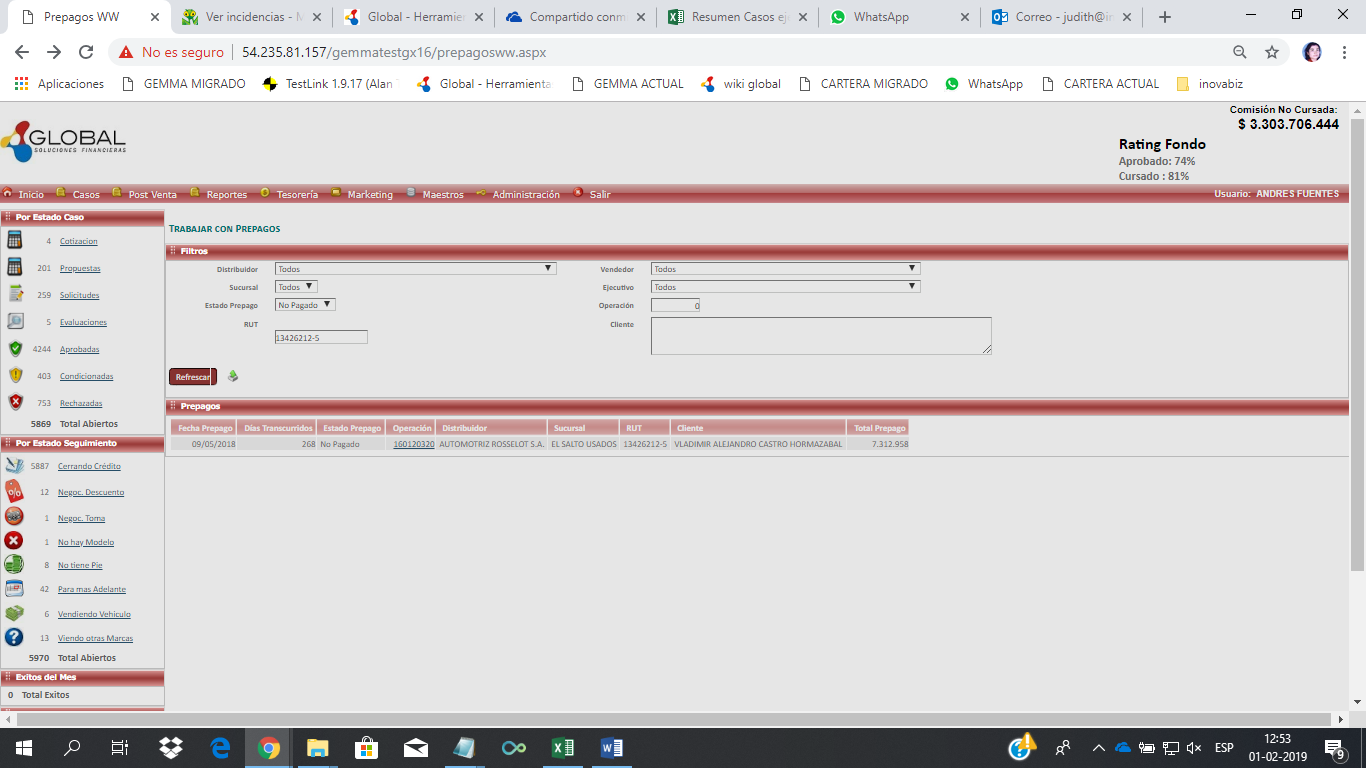 Prepagos WW
Ver incidencias - M
Global - Herramien
Compartido conm
Resumen Casos eje
WhatsApp
Correo - judith@in
No es seguro | 54.235.81.157/gemmatestgx16/prepagosww.aspx
Aplicaciones
GEMMA MIGRADO
TestLink 1.9.17 (Alan
Global - Herramienta
GEMMA ACTUAL
wiki global
CARTERA MIGRADO
WhatsApp
CARTERA ACTUAL
inovabiz
GLOBAL
SOLUCIONES FINANCIERAS
Comisión No Cursada:
$ 3.303.706.444
Rating Fondo
Aprobado: 74%
Cursado : 81%
Inicio Casos Post Venta Reportes Tesorería Marketing Maestros Administración Salir
Usuario: ANDRES FUENTES
Por Estado Caso
4 Cotizacion
201 Propuestas
259 Solicitudes
5 Evaluaciones
4244 Aprobadas
403 Condicionadas
753 Rechazadas
5869 Total Abiertos
Por Estado Seguimiento
5887 Cerrando Crédito
12 Negoc. Descuento
1 Negoc. Toma
1 No hay Modelo
8 No tiene Pie
42 Para mas Adelante
6 Vendiendo Vehículo
13 Viendo otras Marcas
5970 Total Abiertos
Exitos del Mes
0 Total Exitos
TRABAJAR CON PREPAGOS
Filtros
Distribuidor Todos Vendedor Todos
Sucursal Todos Ejecutivo Todos
Estado Prepago No Pagado Operación 0
RUT 13426212-5 Cliente
Refrescar
Prepagos
Fecha Prepago Días Transcurridos Estado Prepago Operación Distribuidor Sucursal RUT Cliente Total Prepago
09/05/2018 268 No Pagado 160120320 AUTOMOTRIZ ROSSELOT S.A. EL SALTO USADOS 13426212-5 VLADIMIR ALEJANDRO CASTRO HORMAZABAL 7.312.958
ESP
12:53
01-02-2019
9